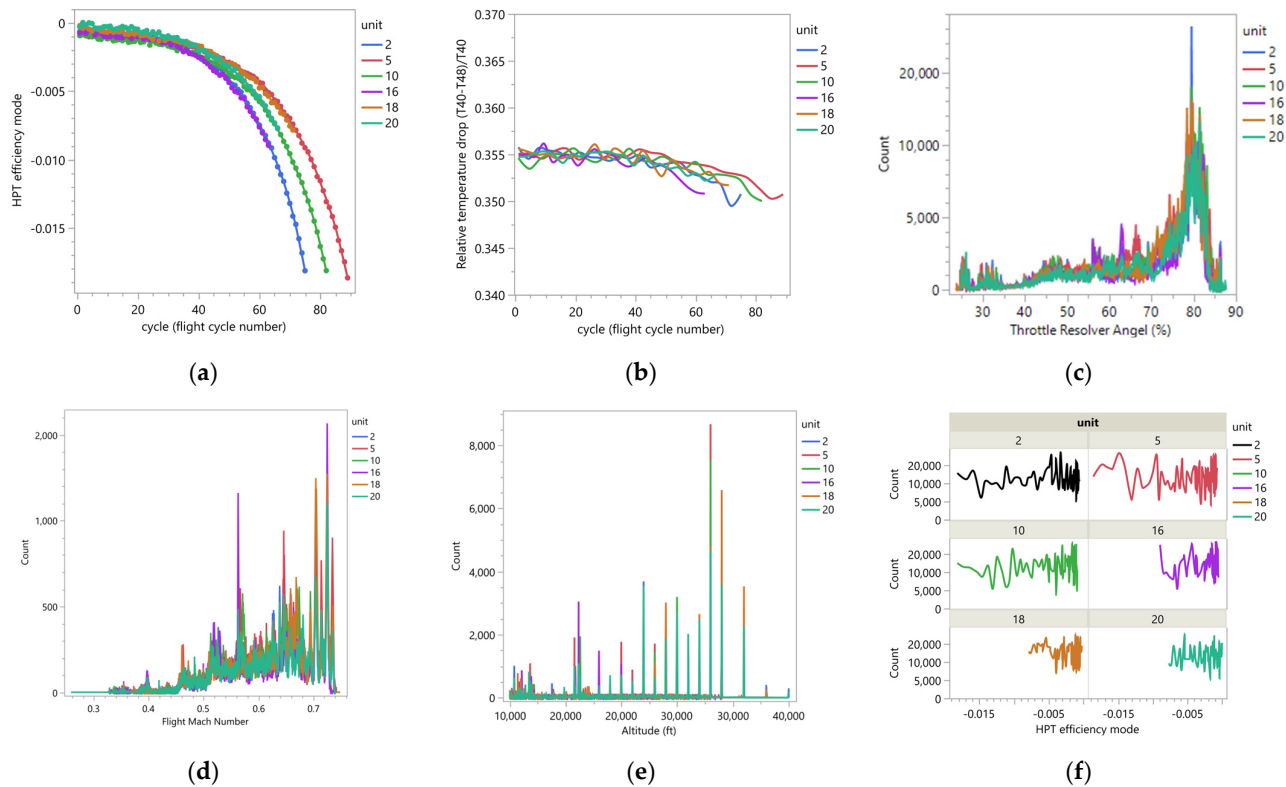 0
-0.005
-0.010
-0.015
0 20 40 60 80
HPT efficiency mode
cycle (flight cycle number)
unit
2
5
10
16
18
20
(a)
0.370
0.365
0.360
0.355
0.350
0.345
0.340
0 20 40 60 80
Relative temperature drop (T40-T48)/T40
cycle (flight cycle number)
unit
2
5
10
16
18
20
(b)
20,000
15,000
10,000
5,000
0
30 40 50 60 70 80 90
Count
Throttle Resolver Angel (%)
unit
2
5
10
16
18
20
(c)
2,000
1,000
500
0
0.3 0.4 0.5 0.6 0.7
Count
Flight Mach Number
unit
2
5
10
16
18
20
(d)
8,000
6,000
4,000
2,000
0
10,000 20,000 20,000 30,000 30,000 40,000
Count
Altitude (ft)
unit
2
5
10
16
18
20
(e)
unit
2 5
20,000
10,000
5,000
0
Count
10 16
20,000
10,000
5,000
0
Count
18 20
20,000
10,000
5,000
0
Count
-0.015 -0.005 -0.015 -0.005
HPT efficiency mode
unit
2
5
10
16
18
20
(f)